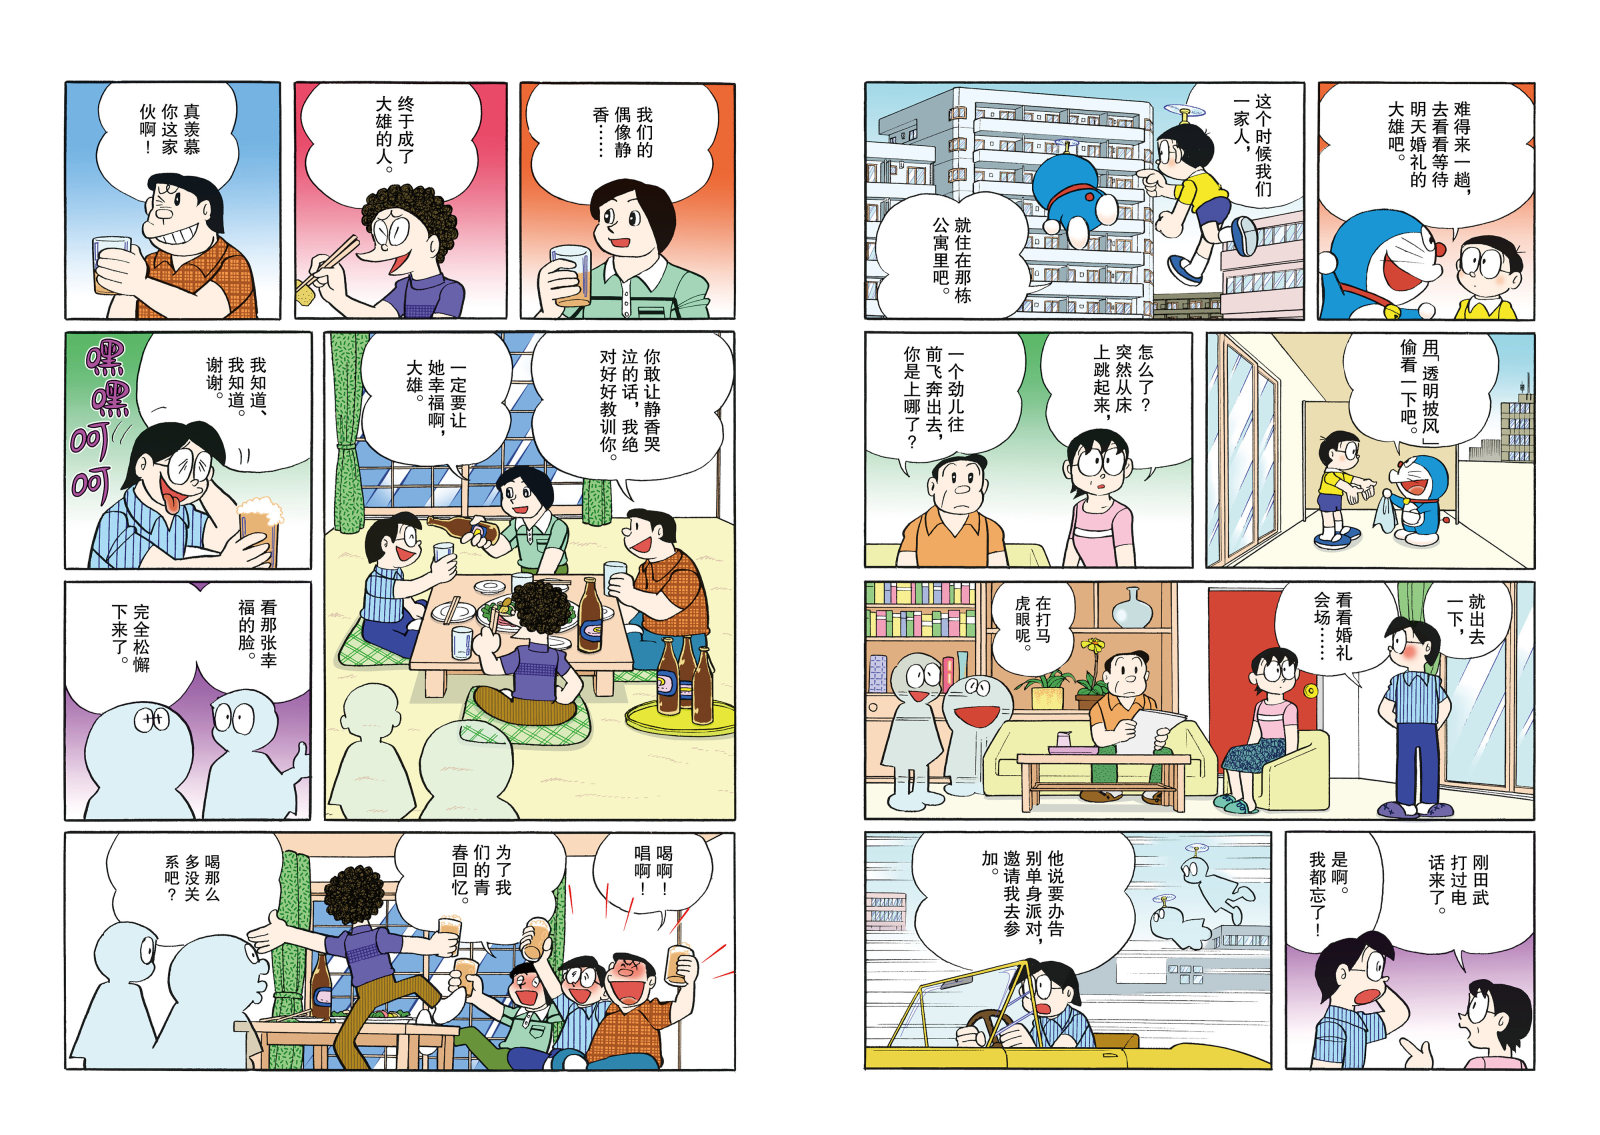 难得来一趟，
去看看等待
明天婚礼的
大雄吧。
这个时候我们
一家人，
就住在那栋
公寓里吧。
用「透明披风」
偷看一下吧。
怎么了？
突然从床
上跳起来，
一个劲儿往
前飞奔出去，
你是上哪了？
就出去
一下，
看看婚礼
会场……
在打马
虎眼呢。
刚田武
打过电
话来了。
是啊。
我都忘了！
他说要办告
别单身派对，
邀请我去参
加。
我们的
偶像静
香……
终于成了
大雄的人。
真羡慕
你这家
伙啊！
你敢让静香哭
泣的话，我绝
对好好教训你。
一定要让
她幸福啊，
大雄。
我知道、
我知道。
谢谢。
嘿
嘿
呵
呵
看那张幸
福的脸。
完全松懈
下来了。
喝啊！
唱啊！
为了我
们的青
春回忆。
喝那么
多没关
系吧？